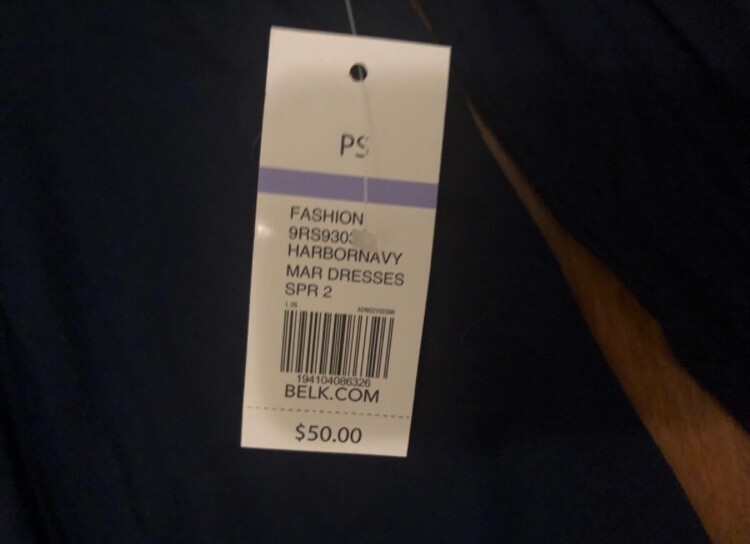 PS
FASHION
HARBORNAVY
MAR DRESSES
SPR 2
194104086326
BELK.COM
$50.00